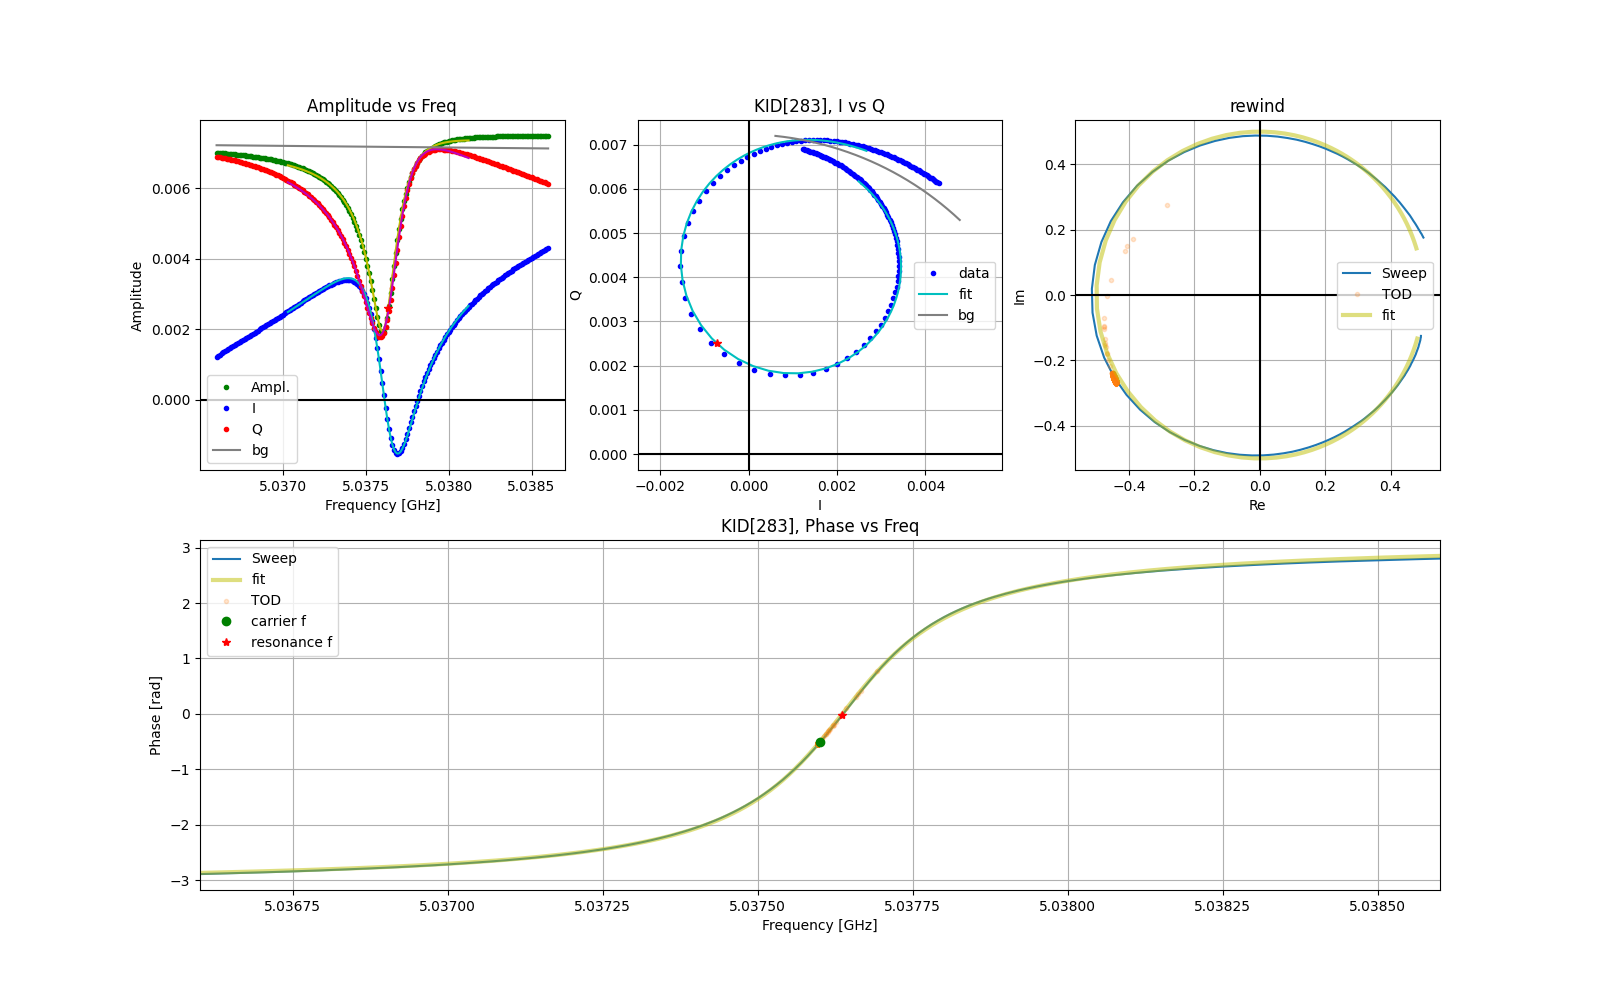 Amplitude vs Freq
Amplitude
0.006
0.004
0.002
0.000
Ampl.
I
Q
bg
5.0370
5.0375
5.0380
5.0385
Frequency [GHz]
KID[283], I vs Q
Q
0.007
0.006
0.005
0.004
0.003
0.002
0.001
0.000
data
fit
bg
−0.002
0.000
0.002
0.004
I
rewind
Im
0.4
0.2
0.0
−0.2
−0.4
Sweep
TOD
fit
−0.4
−0.2
0.0
0.2
0.4
Re
KID[283], Phase vs Freq
Phase [rad]
3
2
1
0
−1
−2
−3
Sweep
fit
TOD
carrier f
resonance f
5.03675
5.03700
5.03725
5.03750
5.03775
5.03800
5.03825
5.03850
Frequency [GHz]